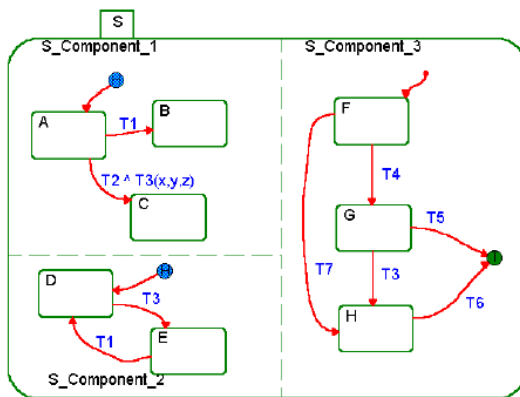 S
S_Component_1
S_Component_3
A
B
T1
T2 ^ T3(x,y,z)
C
F
T4
G
T5
T7
T3
T6
H
D
H
T3
T1
E
S_Component_2